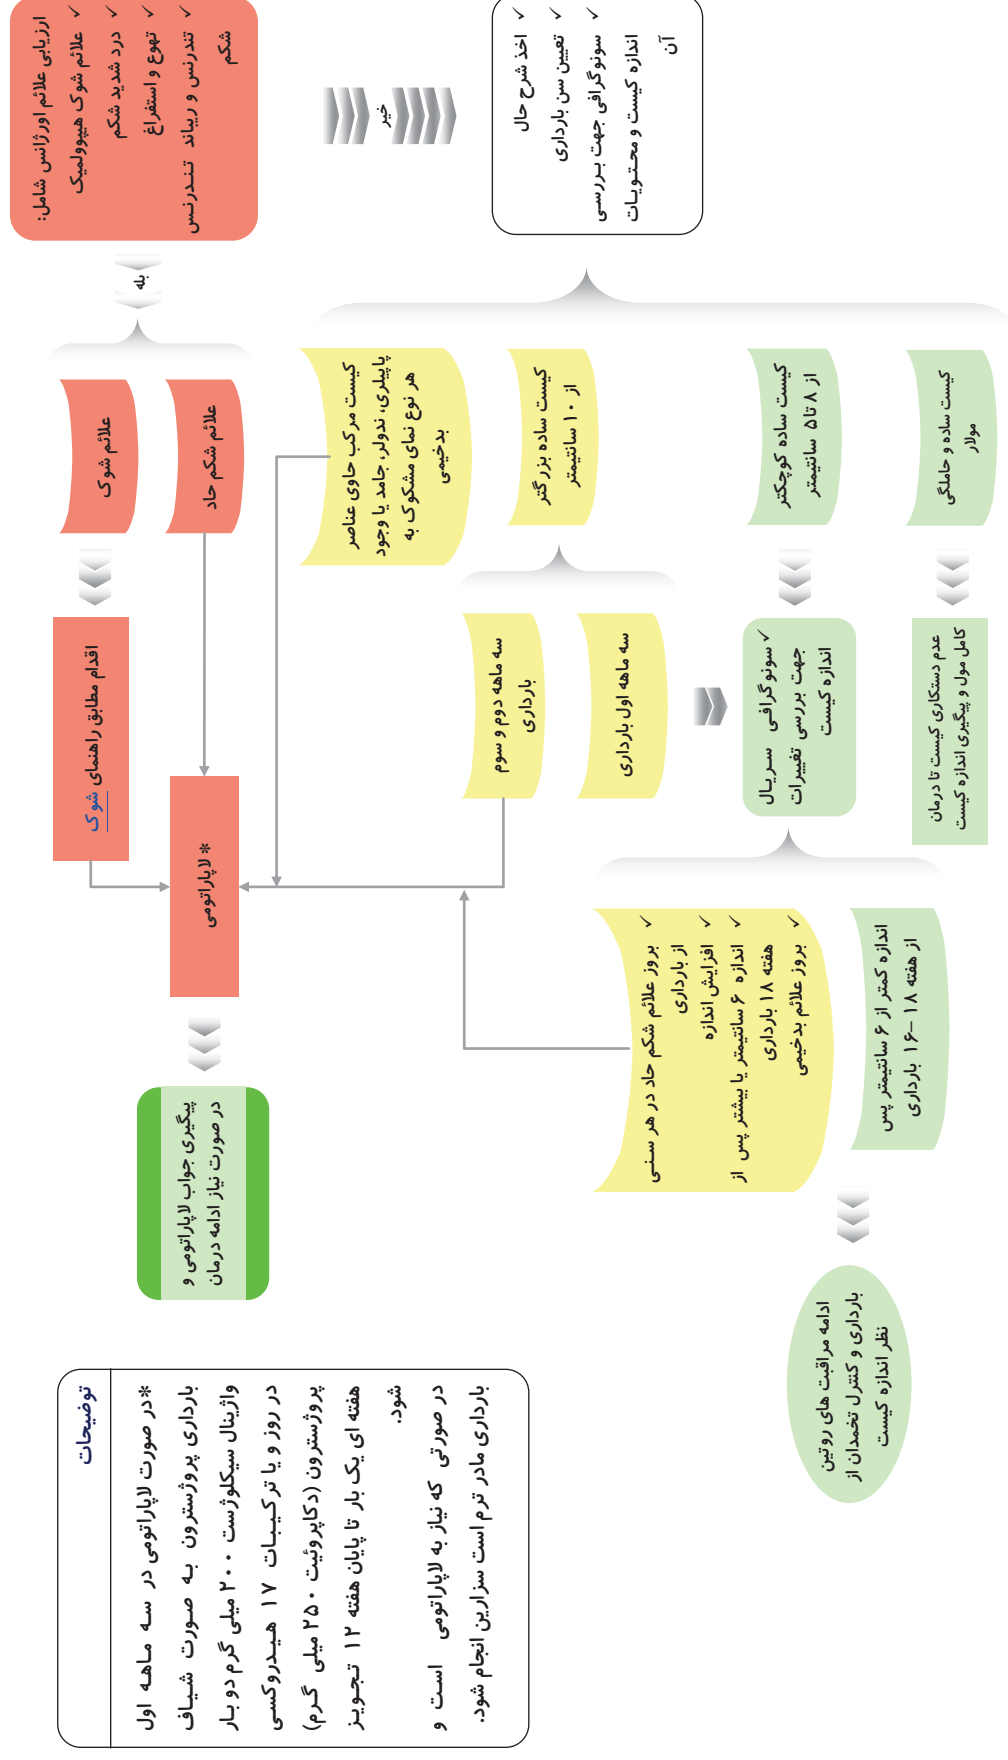 ارزیابی علائم اورژانس شامل:
✓ علائم شوک هیپوولمیک
✓ درد شدید شکم
✓ تهوع و استفراغ
✓ تندرنس و ریباند تندرنس
شکم
بله
خیر
علائم شوک
علائم شکم حاد
اقدام مطابق راهنمای شوک
* لاپاراتومی
پیگیری جواب لاپاراتومی و
در صورت نیاز ادامه درمان
✓ اخذ شرح حال
✓ تعیین سن بارداری
✓ سونوگرافی جهت بررسی
اندازه کیست و محتویات
آن
کیست مرکب حاوی عناصر
پاپیلری، ندولر، جامد یا وجود
هر نوع نمای مشکوک به
بدخیمی
کیست ساده بزرگتر
از ۱۰ سانتیمتر
کیست ساده کوچکتر
از ۸ تا ۵ سانتیمتر
کیست ساده و حاملگی
مولار
سه ماهه دوم و سوم
بارداری
سه ماهه اول بارداری
✓ سونوگرافی سریال
جهت بررسی تغییرات
اندازه کیست
عدم دستکاری کیست تا درمان
کامل مول و پیگیری اندازه کیست
✓ بروز علائم شکم حاد در هر سنی
از بارداری
✓ افزایش اندازه
✓ اندازه ۶ سانتیمتر یا بیشتر پس از
هفته ۱۸ بارداری
✓ بروز علائم بدخیمی
اندازه کمتر از ۶ سانتیمتر پس
از هفته ۱۸ –۱۶ بارداری
ادامه مراقبت های روتین
بارداری و کنترل تخمدان از
نظر اندازه کیست
توضیحات
*در صورت لاپاراتومی در سه ماهه اول
بارداری پروژسترون به صورت شیاف
واژینال سیکلوژست ۲۰۰ میلی گرم دو بار
در روز و یا ترکیبات ۱۷ هیدروکسی
پروژسترون (دکاپروئیت ۲۵۰ میلی گرم)
هفته ای یک بار تا پایان هفته ۱۲ تجویز
شود.
در صورتی که نیاز به لاپاراتومی است و
بارداری مادر ترم است سزارین انجام شود.